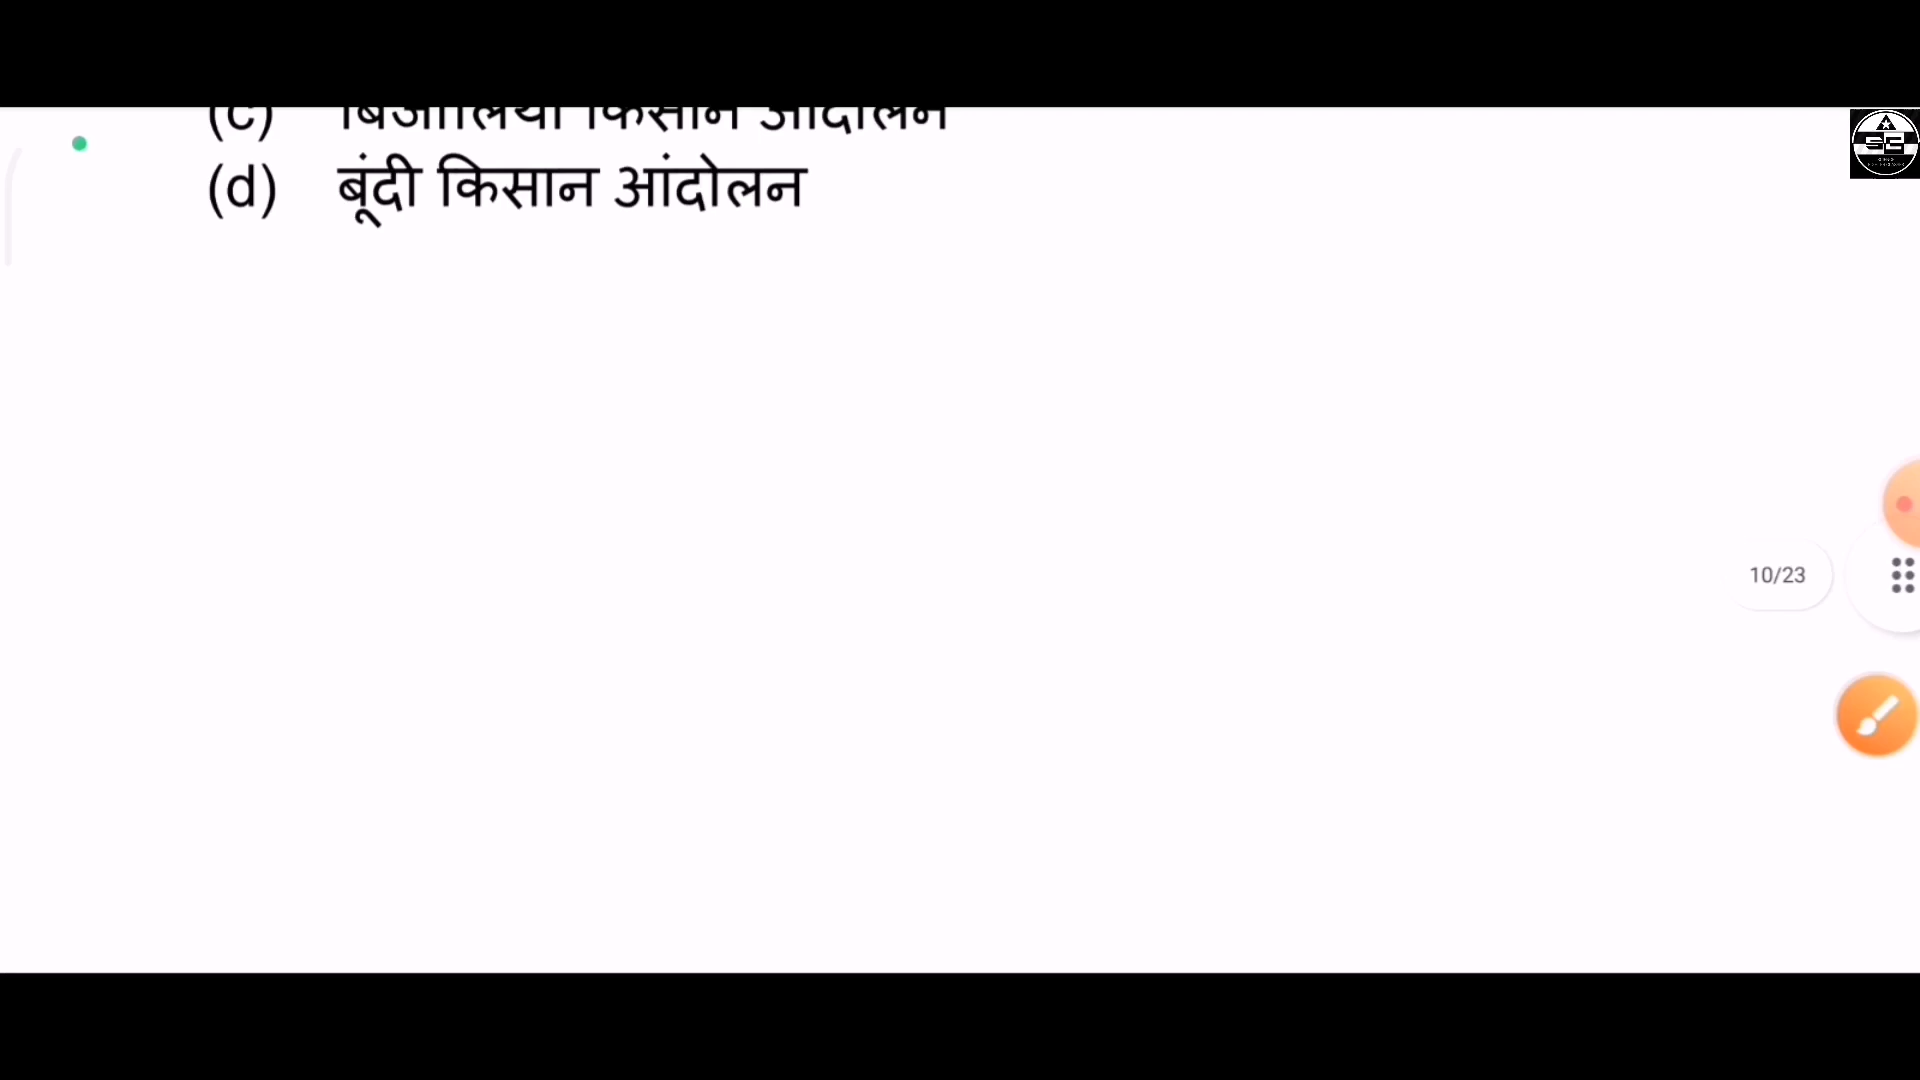 (c) बिजौलिया किसान आंदोलन
(d) बूंदी किसान आंदोलन
10/23